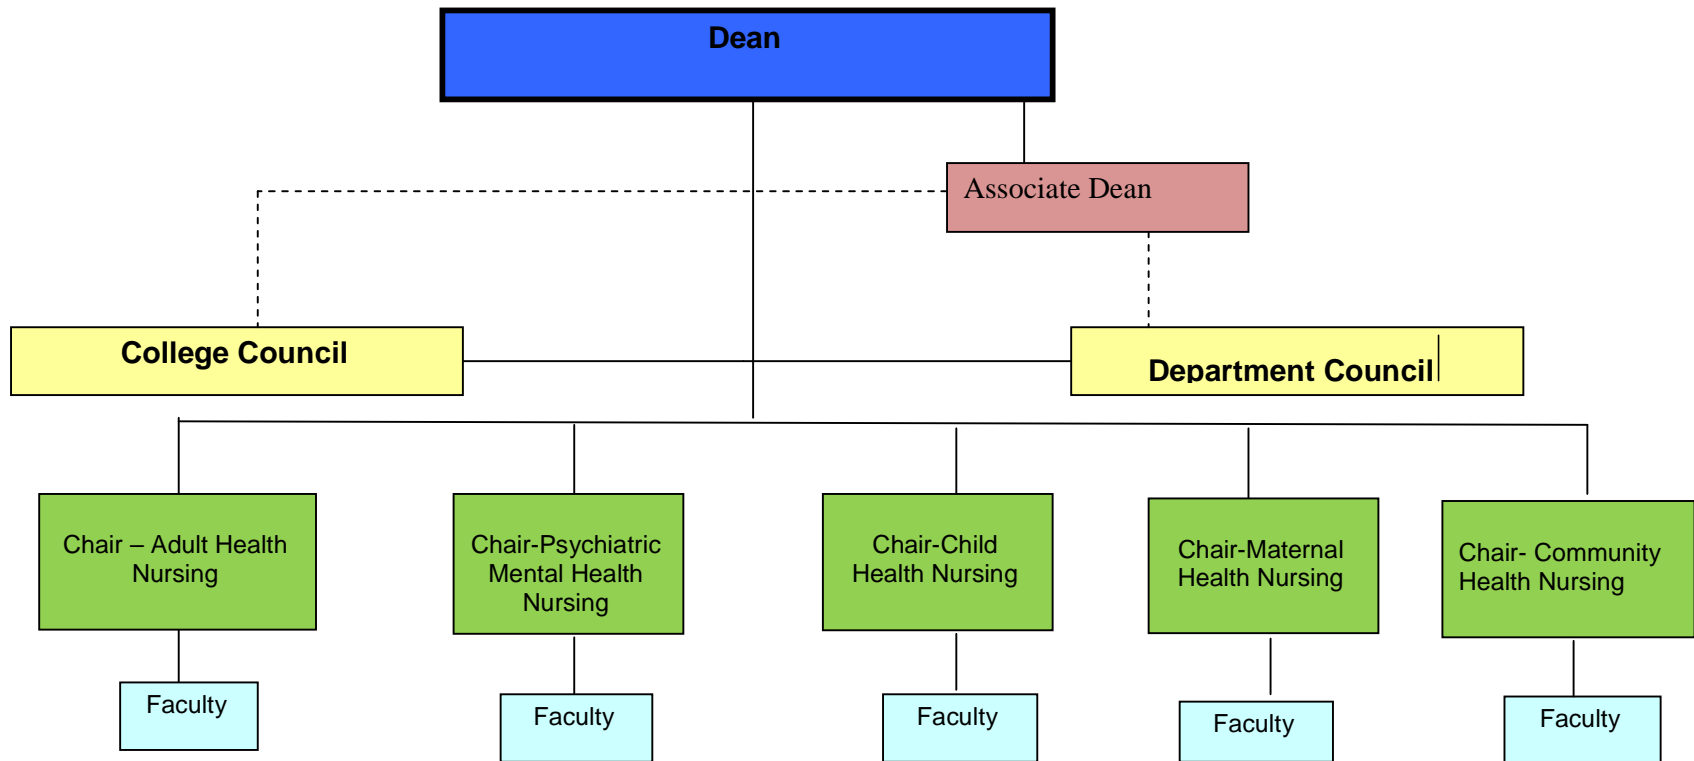 Dean
Associate Dean
College Council
Department Council
Chair – Adult Health
Nursing
Chair-Psychiatric
Mental Health
Nursing
Chair-Child
Health Nursing
Chair-Maternal
Health Nursing
Chair- Community
Health Nursing
Faculty
Faculty
Faculty
Faculty
Faculty